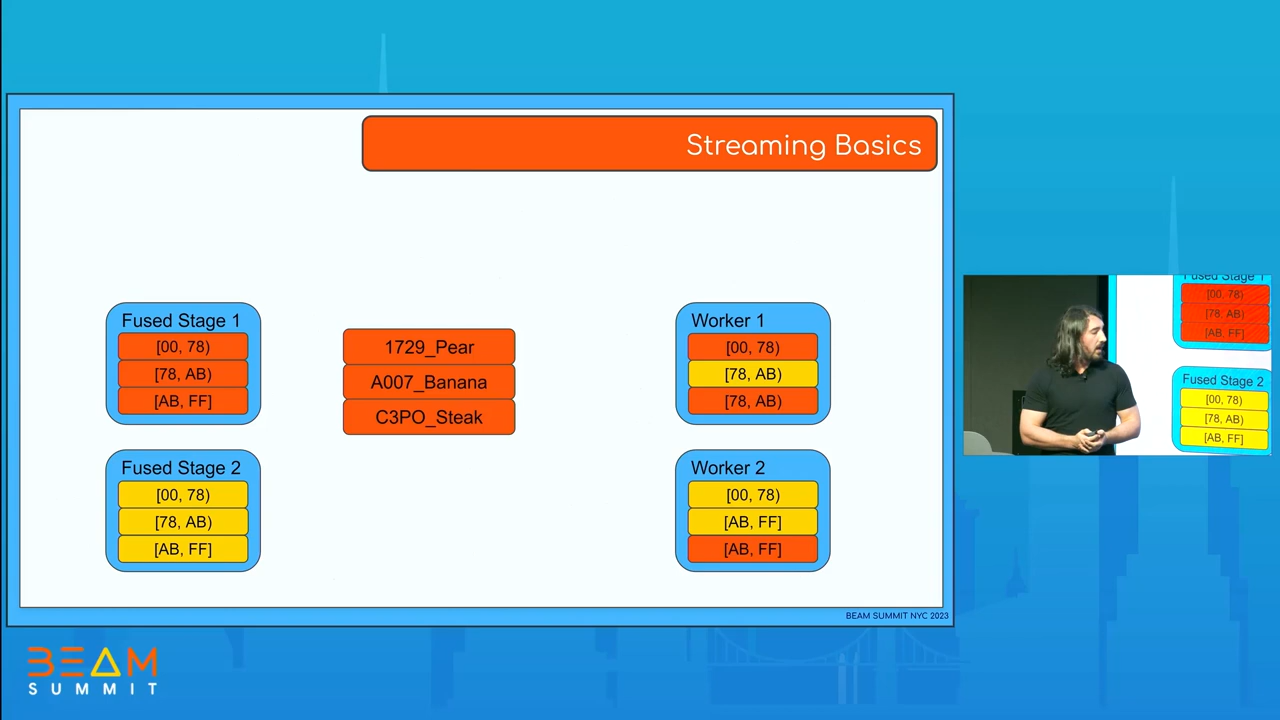 Streaming Basics
Fused Stage 1
[00, 78)
[78, AB)
[AB, FF]
Fused Stage 2
[00, 78)
[78, AB)
[AB, FF]
1729_Pear
A007_Banana
C3PO_Steak
Worker 1
[00, 78)
[78, AB)
[78, AB)
Worker 2
[00, 78)
[AB, FF]
[AB, FF]
BEAM SUMMIT NYC 2023
Fused Stage 1
[00, 78)
[78, AB)
[AB, FF]
Fused Stage 2
[00, 78)
[78, AB)
[AB, FF]
BEAM
SUMMIT